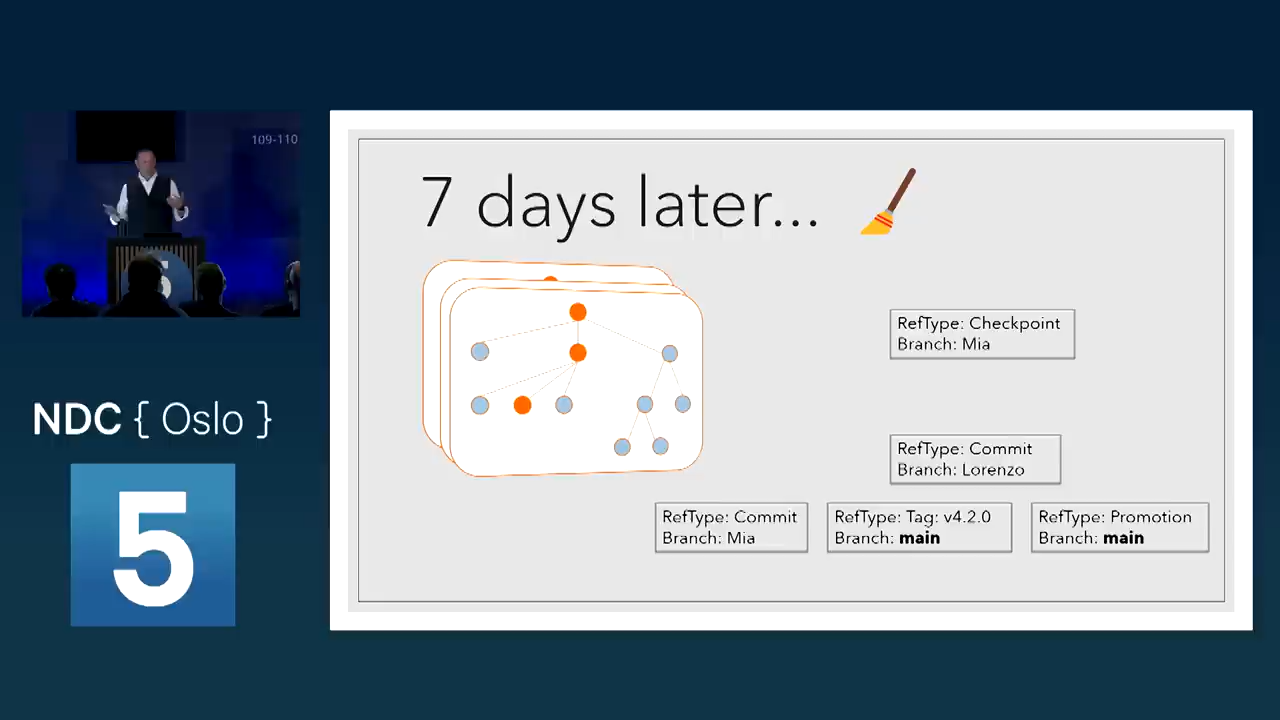 109-110
NDC { Oslo }
5
7 days later...
RefType: Checkpoint
Branch: Mia
RefType: Commit
Branch: Lorenzo
RefType: Commit
Branch: Mia
RefType: Tag: v4.2.0
Branch: main
RefType: Promotion
Branch: main